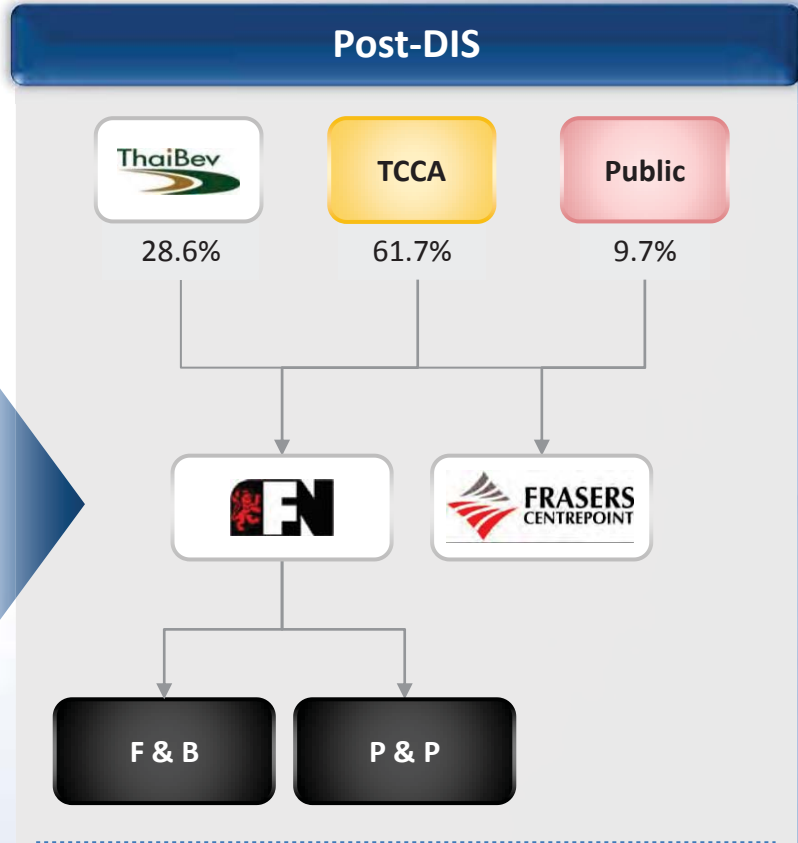 Post-DIS
ThaiBev
TCCA
Public
28.6%
61.7%
9.7%
FN
FRASERS
CENTREPOINT
F & B
P & P